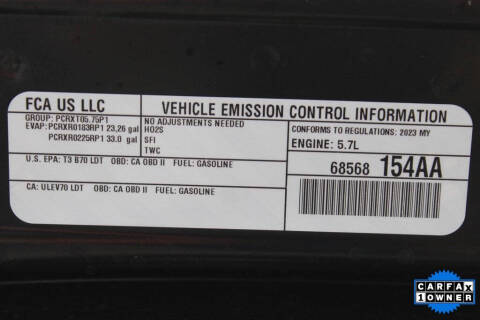 FCA US LLC
VEHICLE EMISSION CONTROL INFORMATION
GROUP: PCRXT05.75P1
EVAP: PCRXR0183RP1 23,26 gal
PCRXR0225RP1 33.0 gal
NO ADJUSTMENTS NEEDED
HO2S
SFI
TWC
CONFORMS TO REGULATIONS: 2023 MY
ENGINE: 5.7L
U.S. EPA: T3 B70 LDT OBD: CA OBD II FUEL: GASOLINE
68568 154AA
CA: ULEV70 LDT OBD: CA OBD II FUEL: GASOLINE
CARFAX
1 OWNER